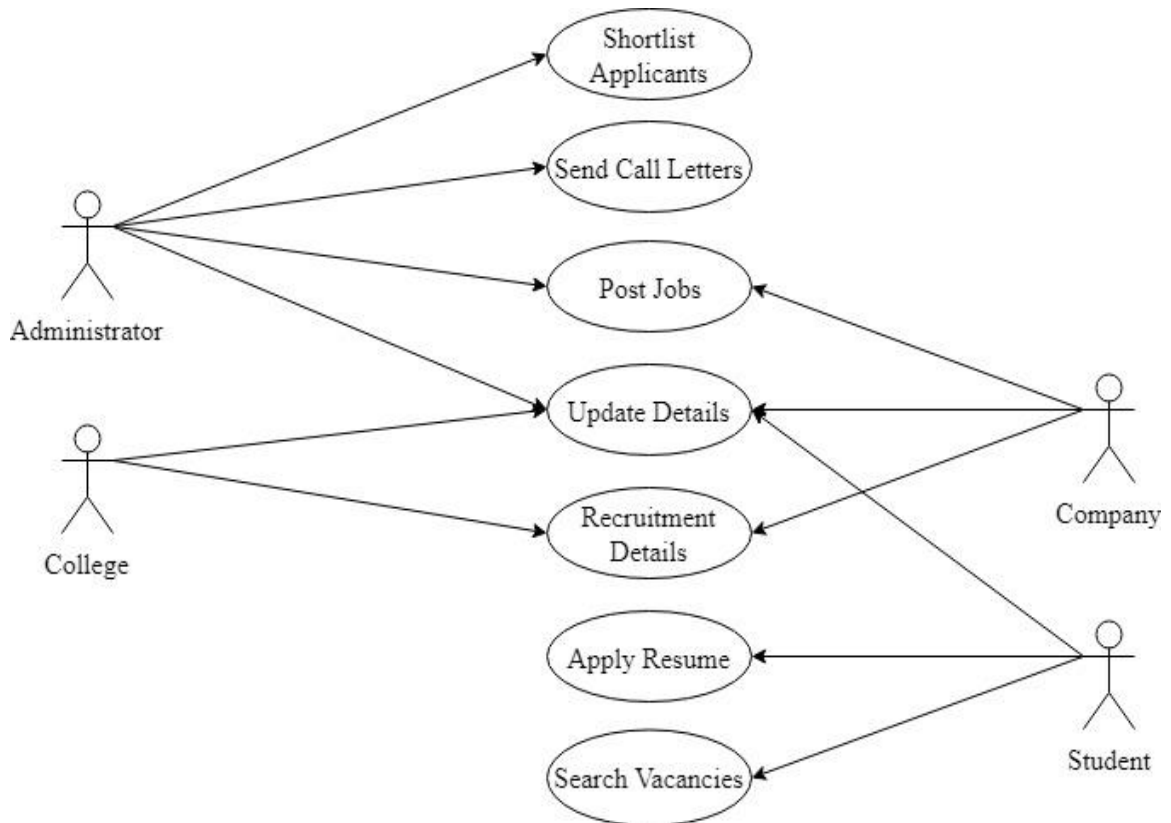 Shortlist
Applicants
Send Call Letters
Administrator
Post Jobs
Update Details
College
Recruitment
Details
Company
Apply Resume
Search Vacancies
Student